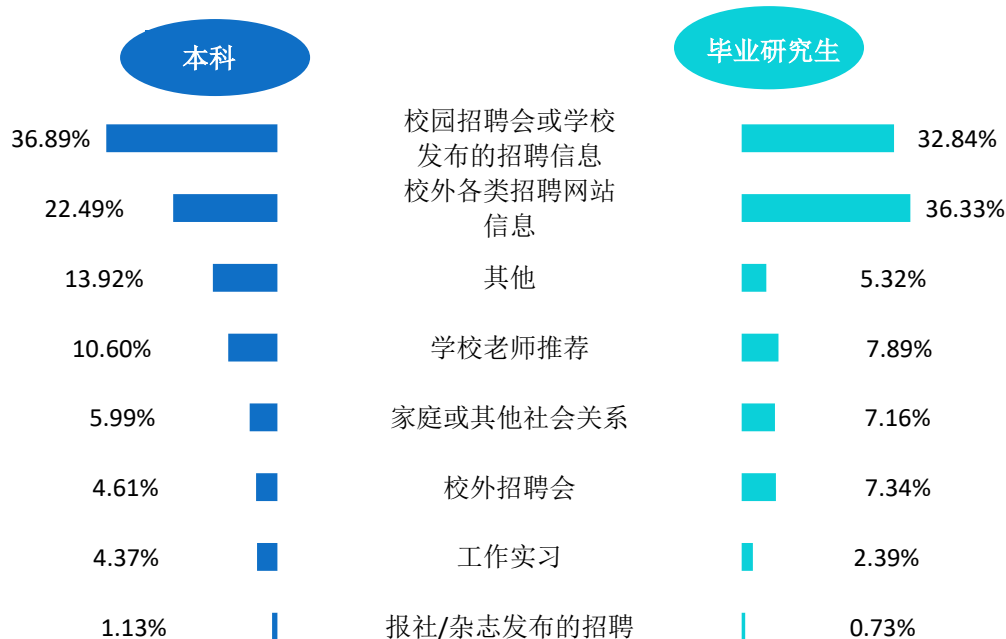 本科
毕业研究生
36.89%
校园招聘会或学校
发布的招聘信息
32.84%
22.49%
校外各类招聘网站
信息
36.33%
13.92%
其他
5.32%
10.60%
学校老师推荐
7.89%
5.99%
家庭或其他社会关系
7.16%
4.61%
校外招聘会
7.34%
4.37%
工作实习
2.39%
1.13%
报社/杂志发布的招聘
0.73%